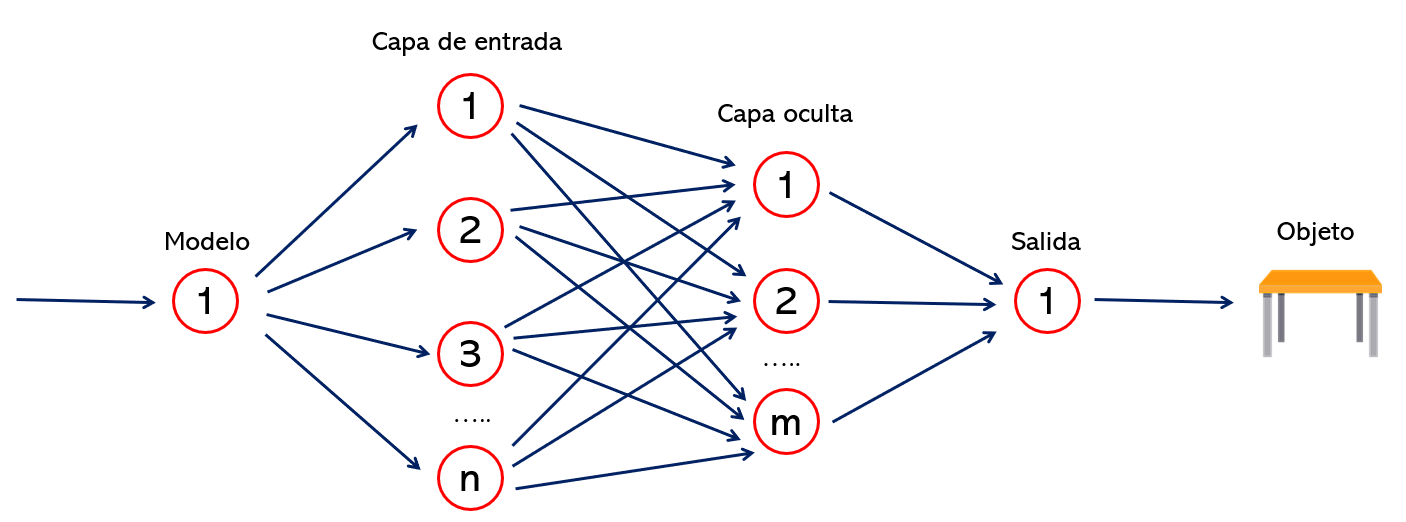 Capa de entrada
1
Capa oculta
1
2
Modelo
Salida
Objeto
1
2
1
3
.....
.....
m
n